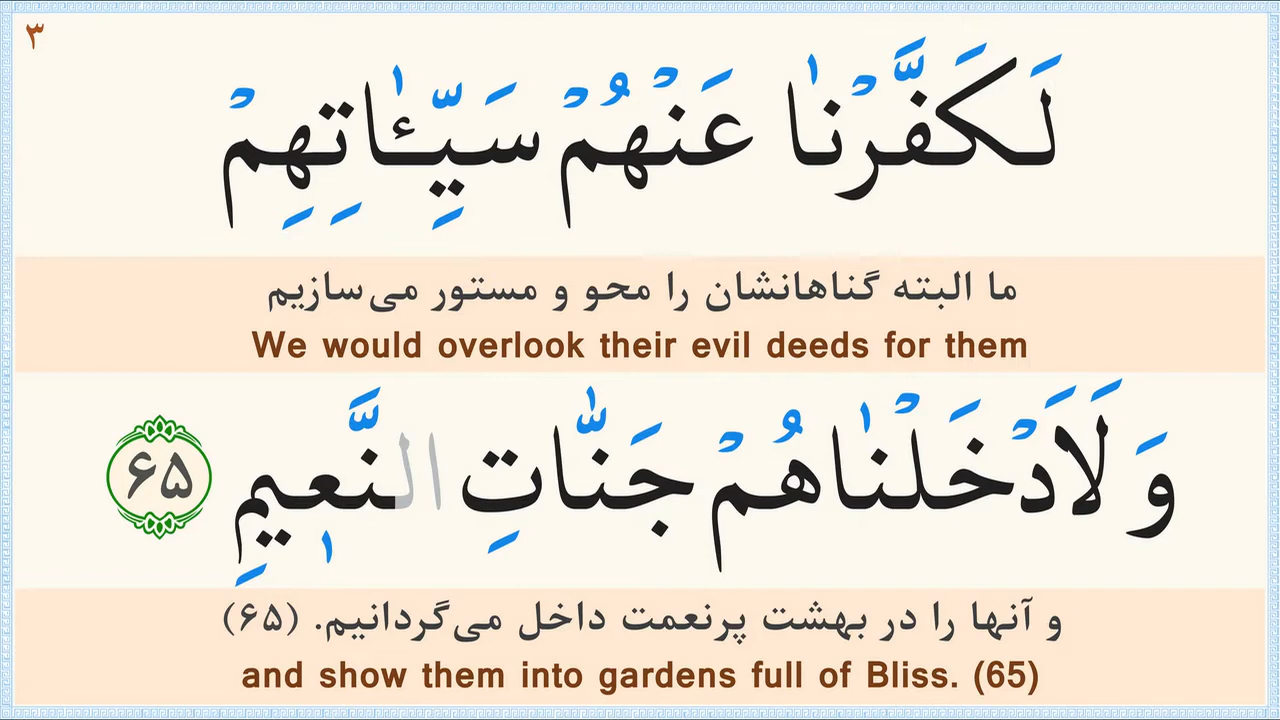 ۳
لَكَفَّرْنٰا عَنْهُمْ سَيِّـٰٔاتِهِمْ
ما البته گناهانشان را محو و مستور می‌سازیم
We would overlook their evil deeds for them
وَ لَأَدْخَلْنٰاهُمْ جَنّٰاتِ النَّعِيمِ ۶۵
و آنها را در بهشت پرنعمت داخل می‌گردانیم. (۶۵)
and show them into gardens full of Bliss. (65)